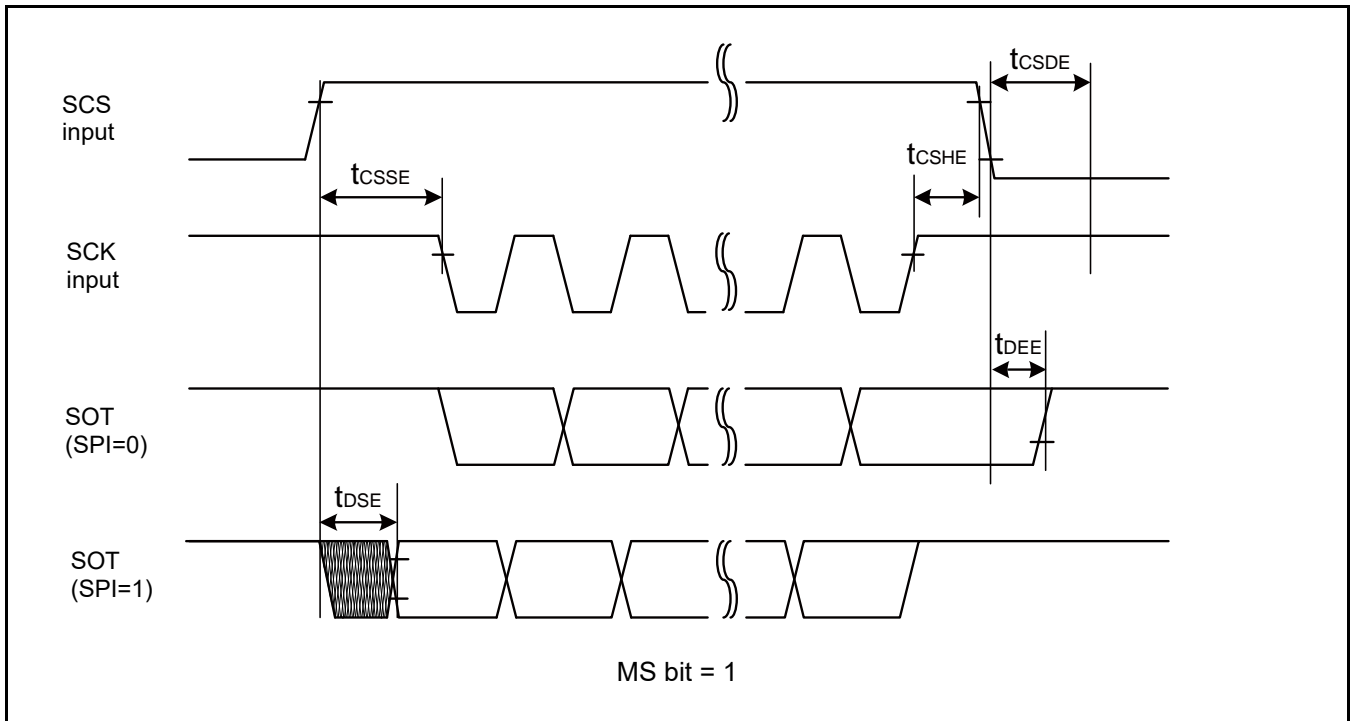 tCSDE
SCS
input
tCSHE
tCSSE
SCK
input
tDEE
SOT
(SPI=0)
tDSE
SOT
(SPI=1)
MS bit = 1